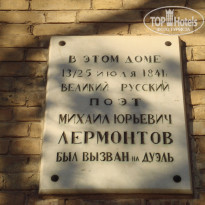 TOP HOTELS
В ЭТОМ ДОМЕ
13/25 ИЮЛЯ 1841
ВЕЛИКИЙ РУССКИЙ
ПОЭТ
МИХАИЛ ЮРЬЕВИЧ
ЛЕРМОНТОВ
БЫЛ ВЫЗВАН НА ДУЭЛЬ